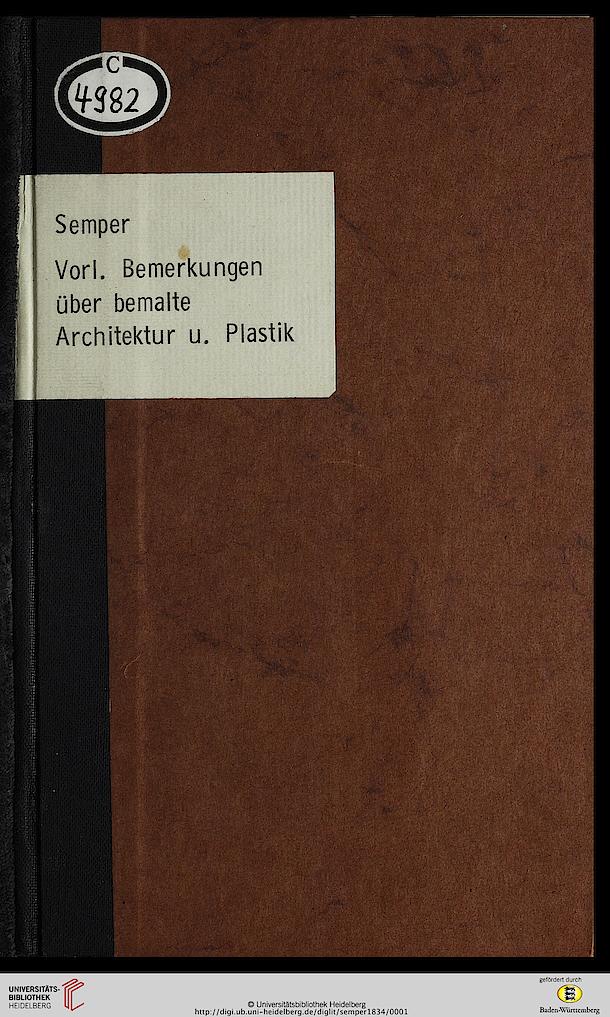 C
4982
Semper
Vorl. Bemerkungen
über bemalte
Architektur u. Plastik
UNIVERSITÄTS-
BIBLIOTHEK
HEIDELBERG
© Universitätsbibliothek Heidelberg
http://digi.ub.uni-heidelberg.de/diglit/semper1834/0001
gefördert durch
Baden-Württemberg